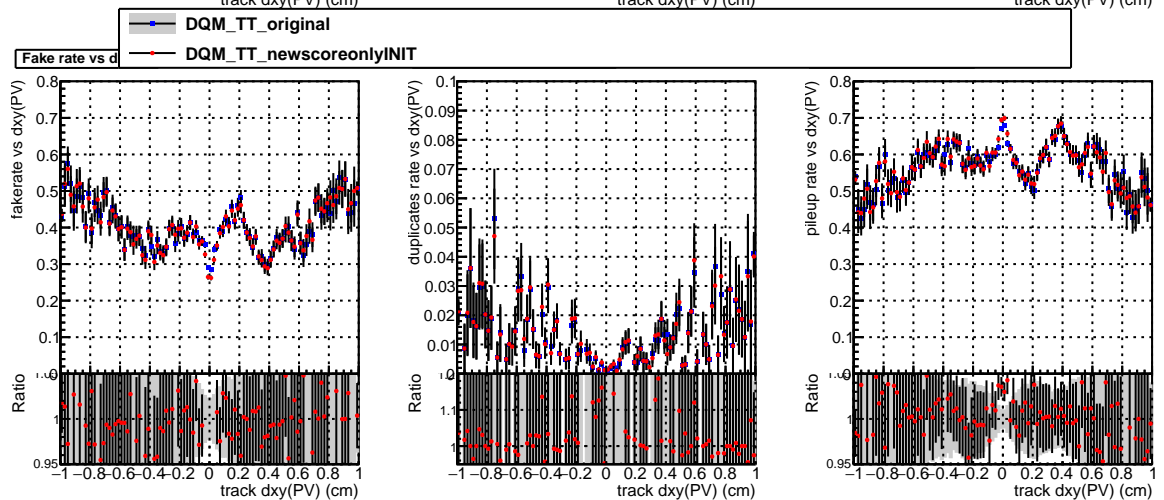 track dxy(PV) (cm) track dxy(PV) (cm) track dxy(PV) (cm)
DQM_TT_original
DQM_TT_newscoreonlyINIT
Fake rate vs d
fakerate vs dxy(PV)
0.8
0.7
0.6
0.5
0.4
0.3
0.2
0.1
0
Ratio
1
0.95
−1 −0.8 −0.6 −0.4 −0.2 0 0.2 0.4 0.6 0.8 1
track dxy(PV) (cm)
duplicates rate vs dxy(PV)
0.1
0.09
0.08
0.07
0.06
0.05
0.04
0.03
0.02
0.01
0
Ratio
1.1
1
−1 −0.8 −0.6 −0.4 −0.2 0 0.2 0.4 0.6 0.8 1
track dxy(PV) (cm)
pileup rate vs dxy(PV)
0.8
0.7
0.6
0.5
0.4
0.3
0.2
0.1
0
Ratio
1
0.95
−1 −0.8 −0.6 −0.4 −0.2 0 0.2 0.4 0.6 0.8 1
track dxy(PV) (cm)